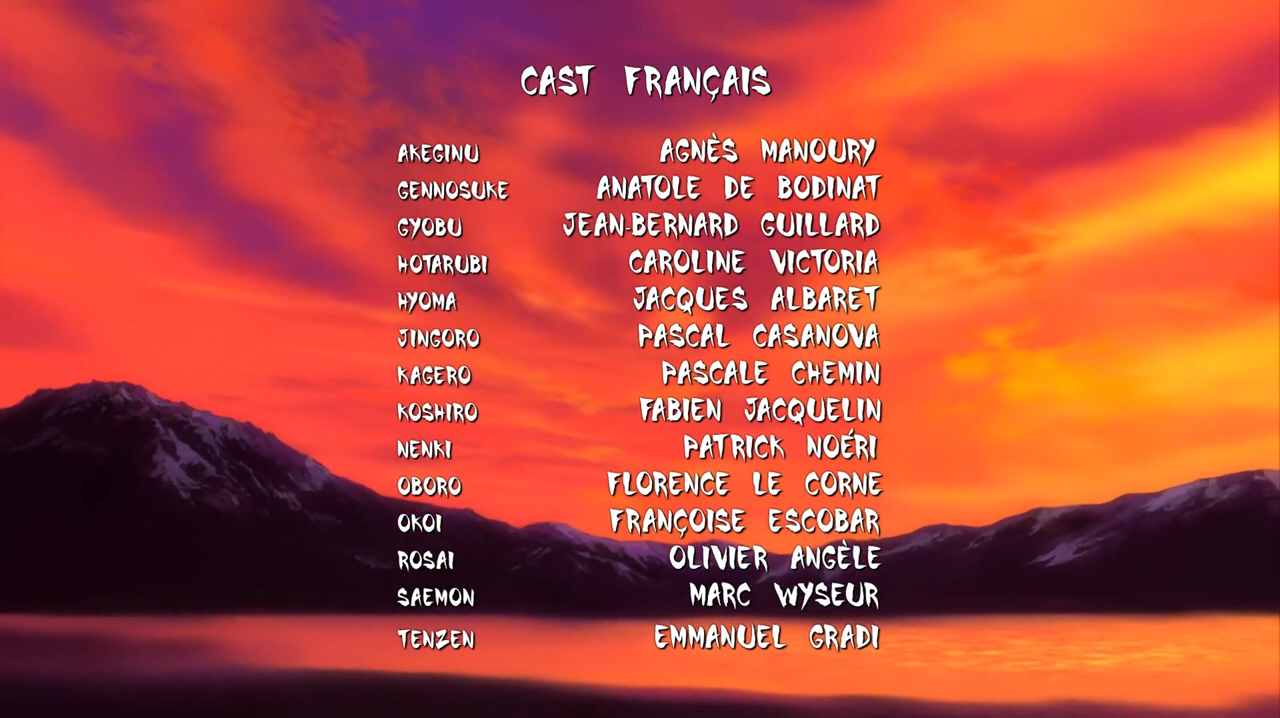 CAST FRANÇAIS
AKEGINU AGNÈS MANOURY
GENNOSUKE ANATOLE DE BODINAT
GYOBU JEAN-BERNARD GUILLARD
HOTARUBI CAROLINE VICTORIA
HYOMA JACQUES ALBARET
JINGORO PASCAL CASANOVA
KAGERO PASCALE CHEMIN
KOSHIRO FABIEN JACQUELIN
NENKI PATRICK NOÉRI
OBORO FLORENCE LE CORNE
OKOI FRANÇOISE ESCOBAR
ROSAI OLIVIER ANGÈLE
SAEMON MARC WYSEUR
TENZEN EMMANUEL GRADI